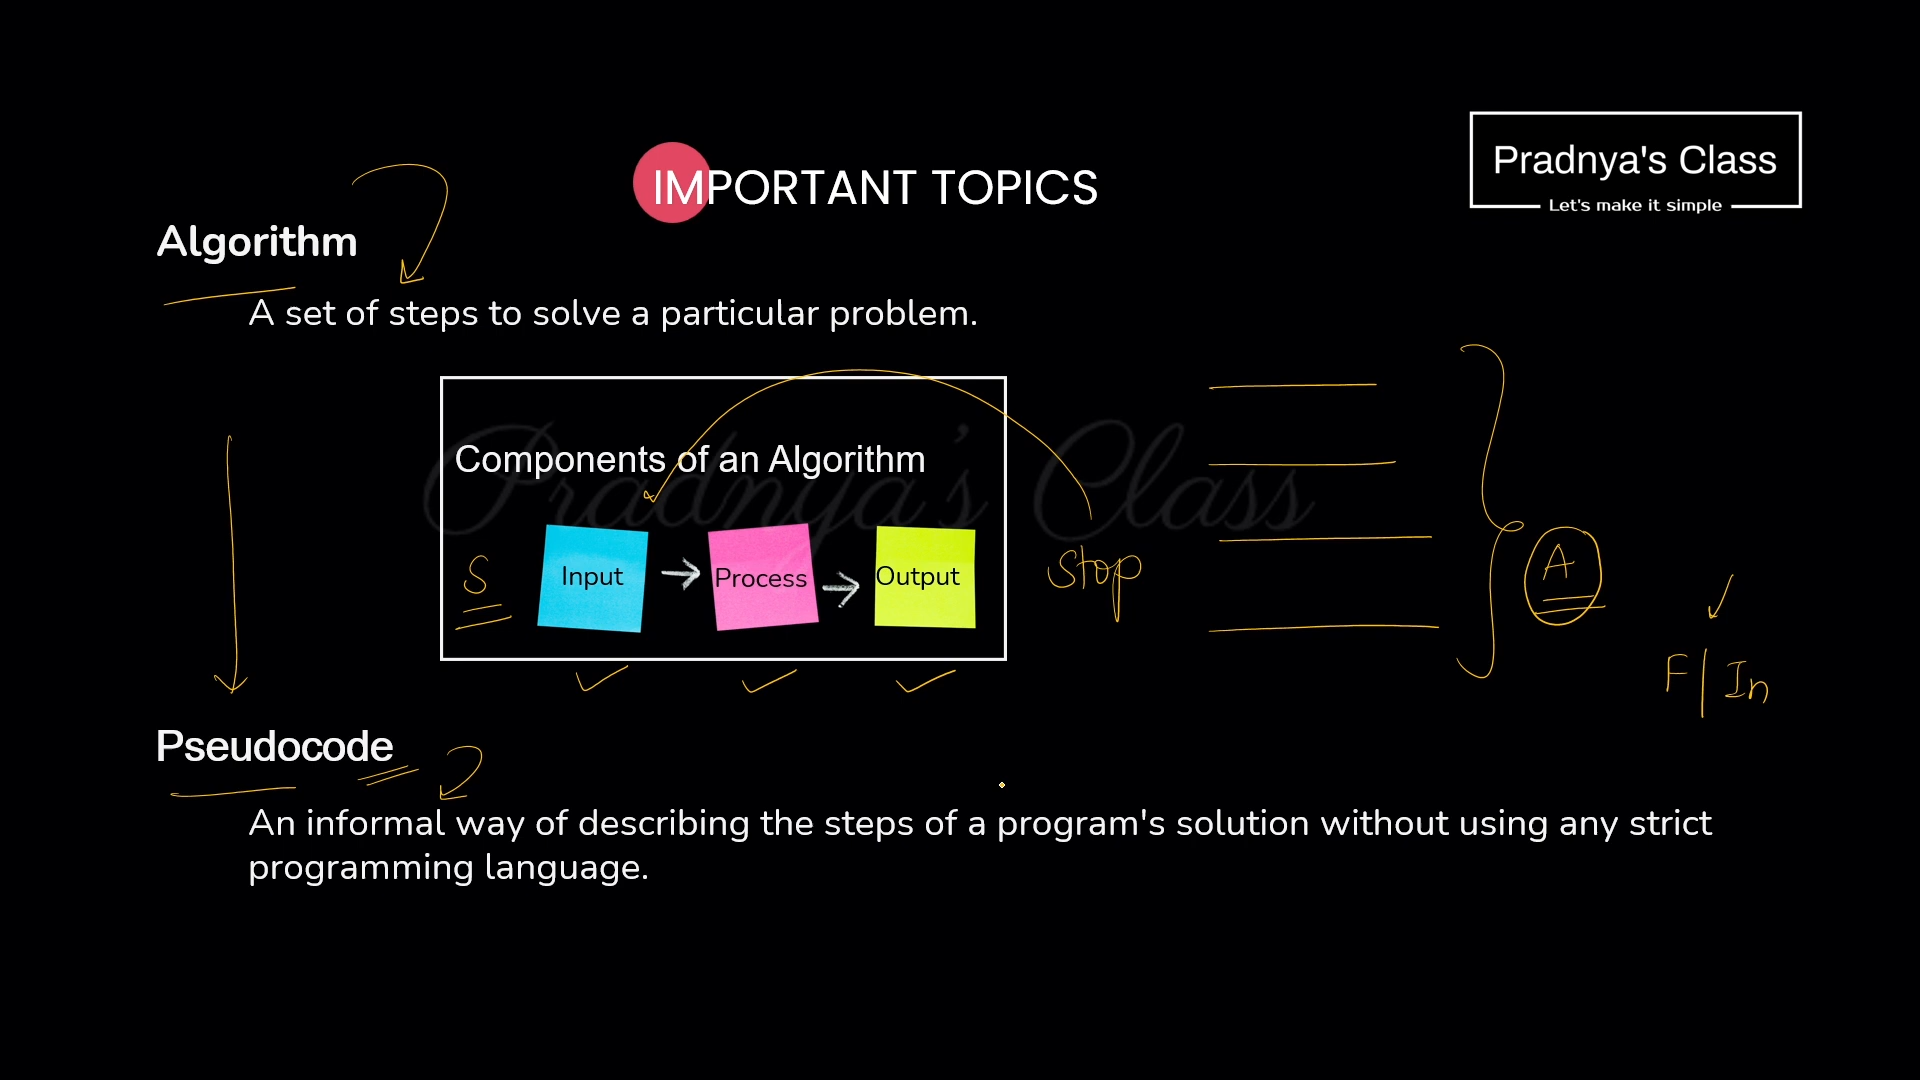 IMPORTANT TOPICS
Pradnya's Class
Let's make it simple
Algorithm
A set of steps to solve a particular problem.
Components of an Algorithm
Pradnya's Class
S
Input
Process
Output
Stop
A
F/In
Pseudocode
An informal way of describing the steps of a program's solution without using any strict
programming language.